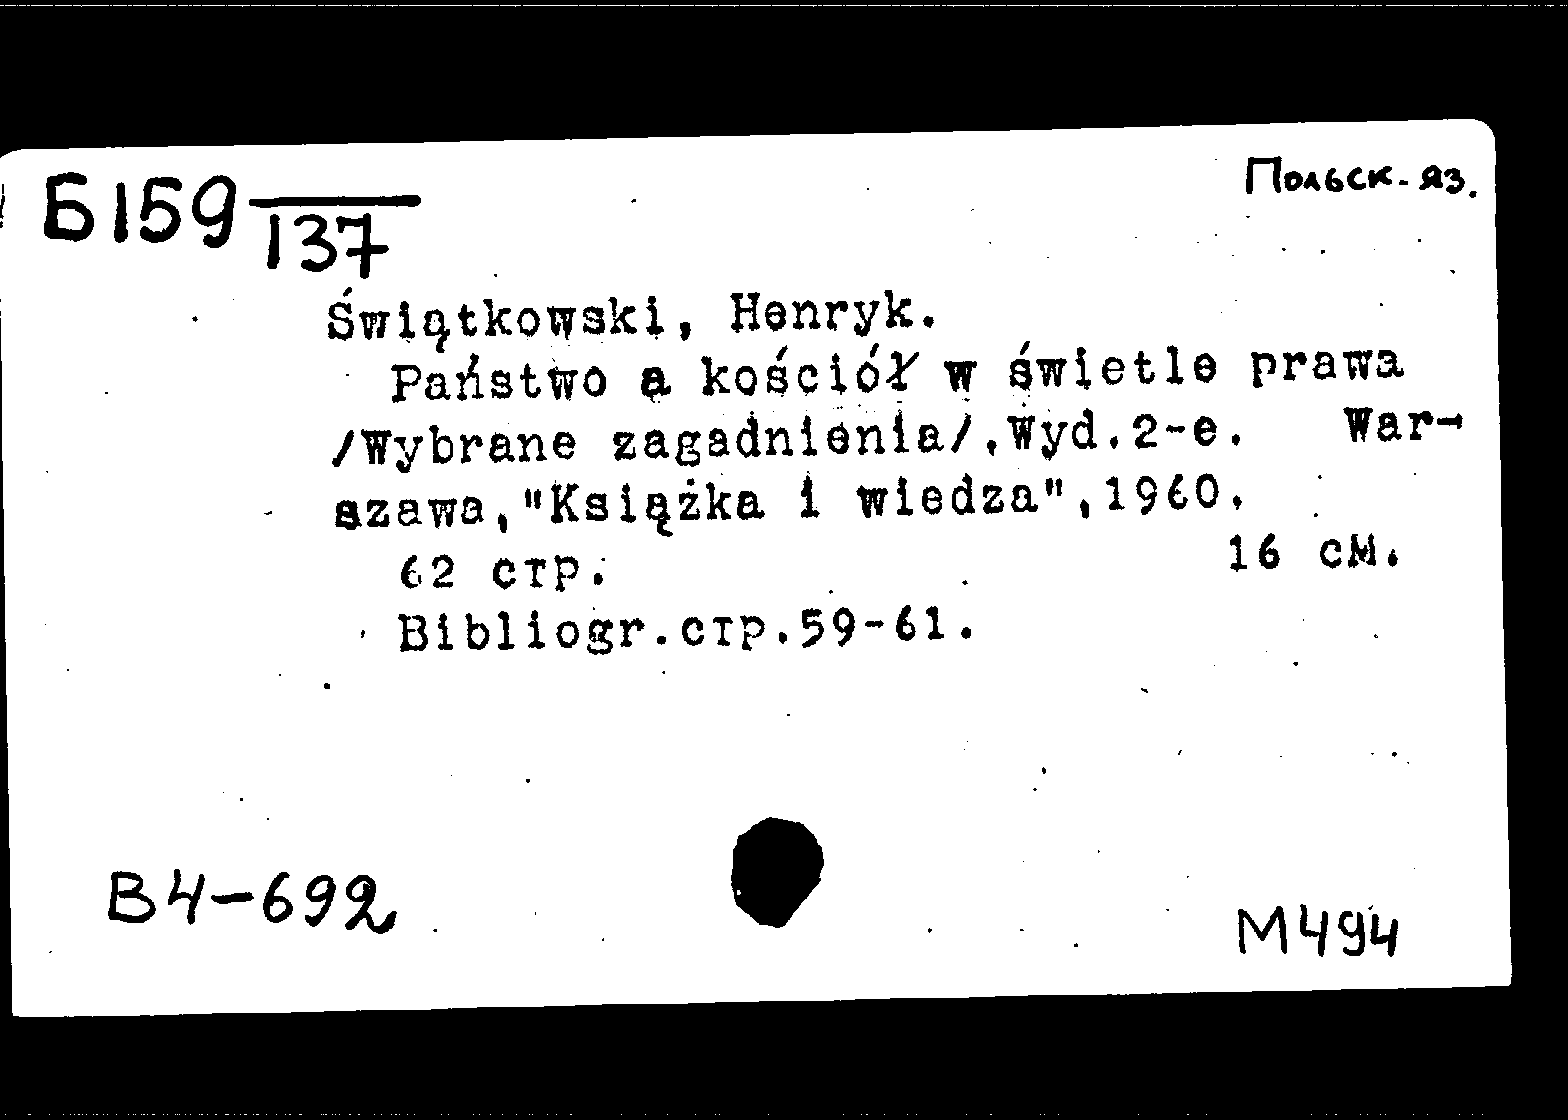 Б159
137
Польск. яз.
Świątkowski, Henryk.
Państwo a kościół w świetle prawa
/Wybrane zagadnienia/.Wyd.2-e. War-
szawa,"Książka i wiedza",1960.
62 стр. 16 см.
Bibliogr.стр.59-61.
В4-692
М494